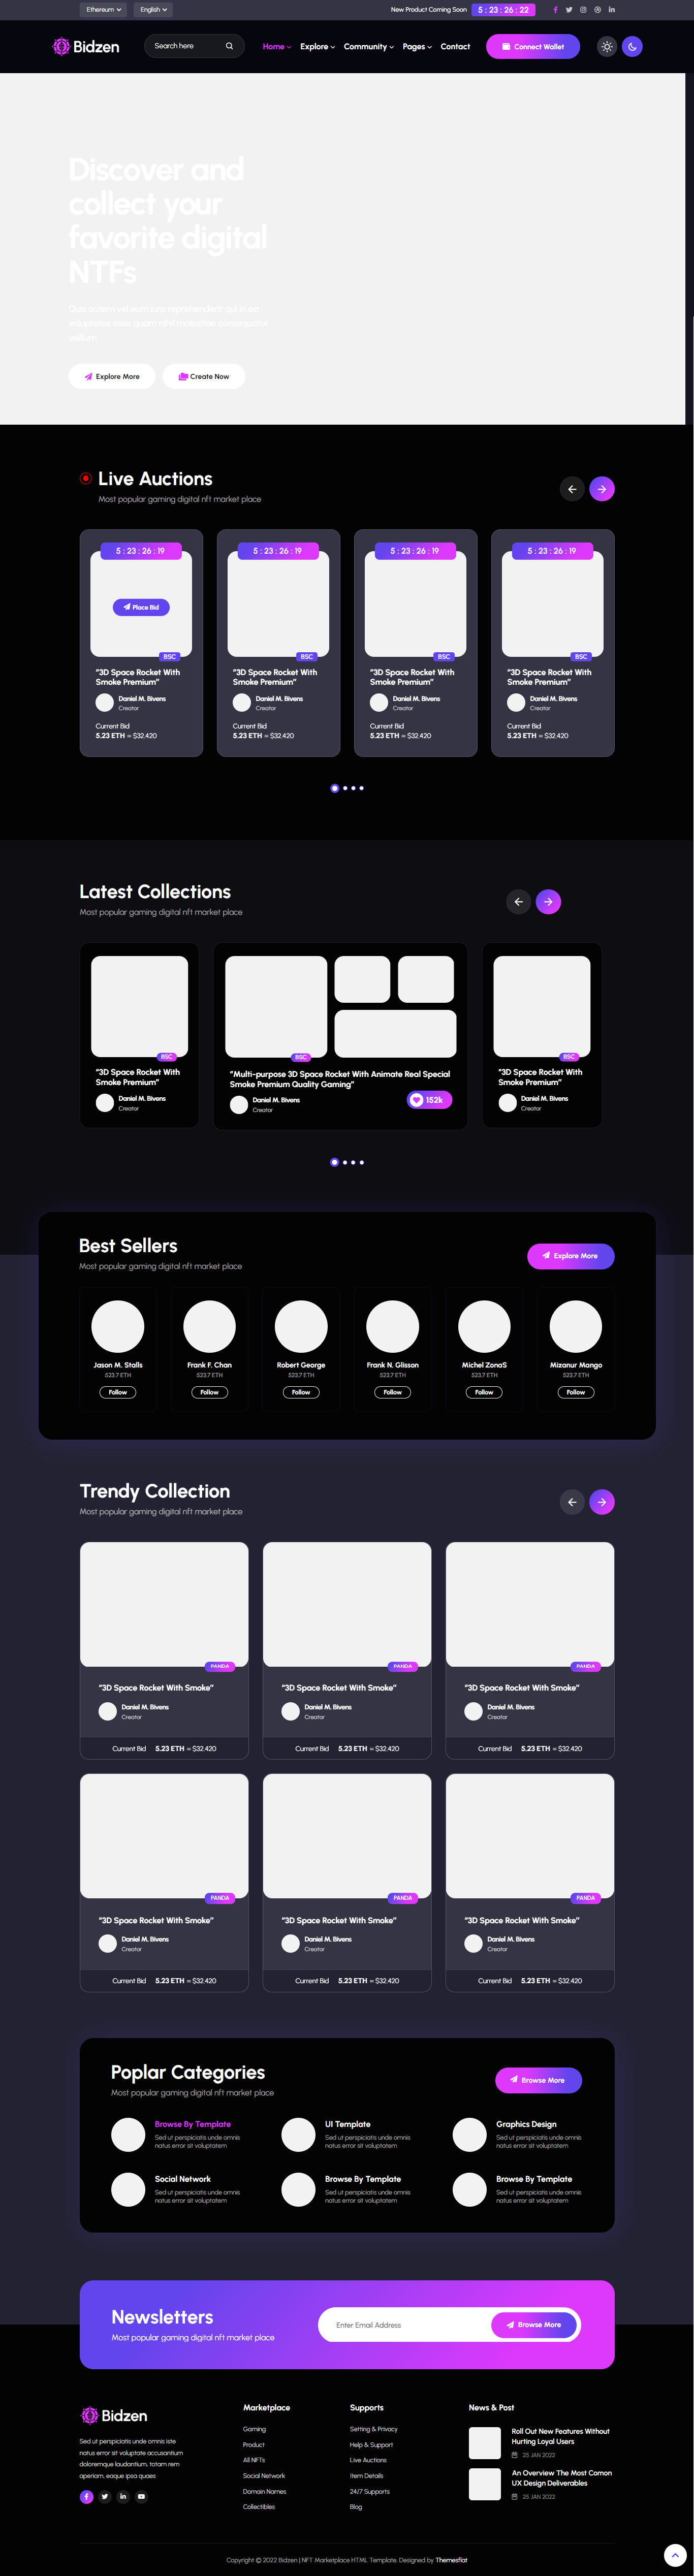 Ethereum
English
New Product Coming Soon
5 : 23 : 26 : 22
Bidzen
Search here
Home
Explore
Community
Pages
Contact
Connect Wallet
Discover and
collect your
favorite digital
NTFs
Quis autem vel eum iure reprehenderit qui in ea
voluptates esse quam nihil molestiae consequatur
vellum
Explore More
Create Now
Live Auctions
Most popular gaming digital nft market place
5 : 23 : 26 : 19
5 : 23 : 26 : 19
5 : 23 : 26 : 19
5 : 23 : 26 : 19
Place Bid
BSC
BSC
BSC
BSC
"3D Space Rocket With
Smoke Premium"
Daniel M. Bivens
Creator
Current Bid
5.23 ETH = $32.420
"3D Space Rocket With
Smoke Premium"
Daniel M. Bivens
Creator
Current Bid
5.23 ETH = $32.420
"3D Space Rocket With
Smoke Premium"
Daniel M. Bivens
Creator
Current Bid
5.23 ETH = $32.420
"3D Space Rocket With
Smoke Premium"
Daniel M. Bivens
Creator
Current Bid
5.23 ETH = $32.420
Latest Collections
Most popular gaming digital nft market place
BSC
"3D Space Rocket With
Smoke Premium"
Daniel M. Bivens
Creator
BSC
"Multi-purpose 3D Space Rocket With Animate Real Special
Smoke Premium Quality Gaming"
Daniel M. Bivens
Creator
152k
BSC
"3D Space Rocket With
Smoke Premium"
Daniel M. Bivens
Creator
Best Sellers
Most popular gaming digital nft market place
Explore More
Jason M. Stalls
523.7 ETH
Follow
Frank F. Chan
523.7 ETH
Follow
Robert George
523.7 ETH
Follow
Frank N. Glisson
523.7 ETH
Follow
Michel ZonaS
523.7 ETH
Follow
Mizanur Mango
523.7 ETH
Follow
Trendy Collection
Most popular gaming digital nft market place
PANDA
"3D Space Rocket With Smoke"
Daniel M. Bivens
Creator
Current Bid 5.23 ETH = $32.420
PANDA
"3D Space Rocket With Smoke"
Daniel M. Bivens
Creator
Current Bid 5.23 ETH = $32.420
PANDA
"3D Space Rocket With Smoke"
Daniel M. Bivens
Creator
Current Bid 5.23 ETH = $32.420
PANDA
"3D Space Rocket With Smoke"
Daniel M. Bivens
Creator
Current Bid 5.23 ETH = $32.420
PANDA
"3D Space Rocket With Smoke"
Daniel M. Bivens
Creator
Current Bid 5.23 ETH = $32.420
PANDA
"3D Space Rocket With Smoke"
Daniel M. Bivens
Creator
Current Bid 5.23 ETH = $32.420
Poplar Categories
Most popular gaming digital nft market place
Browse More
Browse By Template
Sed ut perspiciatis unde omnis
natus error sit voluptatem
UI Template
Sed ut perspiciatis unde omnis
natus error sit voluptatem
Graphics Design
Sed ut perspiciatis unde omnis
natus error sit voluptatem
Social Network
Sed ut perspiciatis unde omnis
natus error sit voluptatem
Browse By Template
Sed ut perspiciatis unde omnis
natus error sit voluptatem
Browse By Template
Sed ut perspiciatis unde omnis
natus error sit voluptatem
Newsletters
Most popular gaming digital nft market place
Enter Email Address
Browse More
Bidzen
Sed ut perspiciatis unde omnis iste
natus error sit voluptate accusantium
doloremque laudantium, totam rem
aperiam, eaque ipsa quaes
Marketplace
Gaming
Product
All NFTs
Social Network
Domain Names
Collectibles
Supports
Setting & Privacy
Help & Support
Live Auctions
Item Details
24/7 Supports
Blog
News & Post
Roll Out New Features Without
Hurting Loyal Users
25 JAN 2022
An Overview The Most Comon
UX Design Deliverables
25 JAN 2022
Copyright © 2022 Bidzen | NFT Marketplace HTML Template. Designed by Themesflat